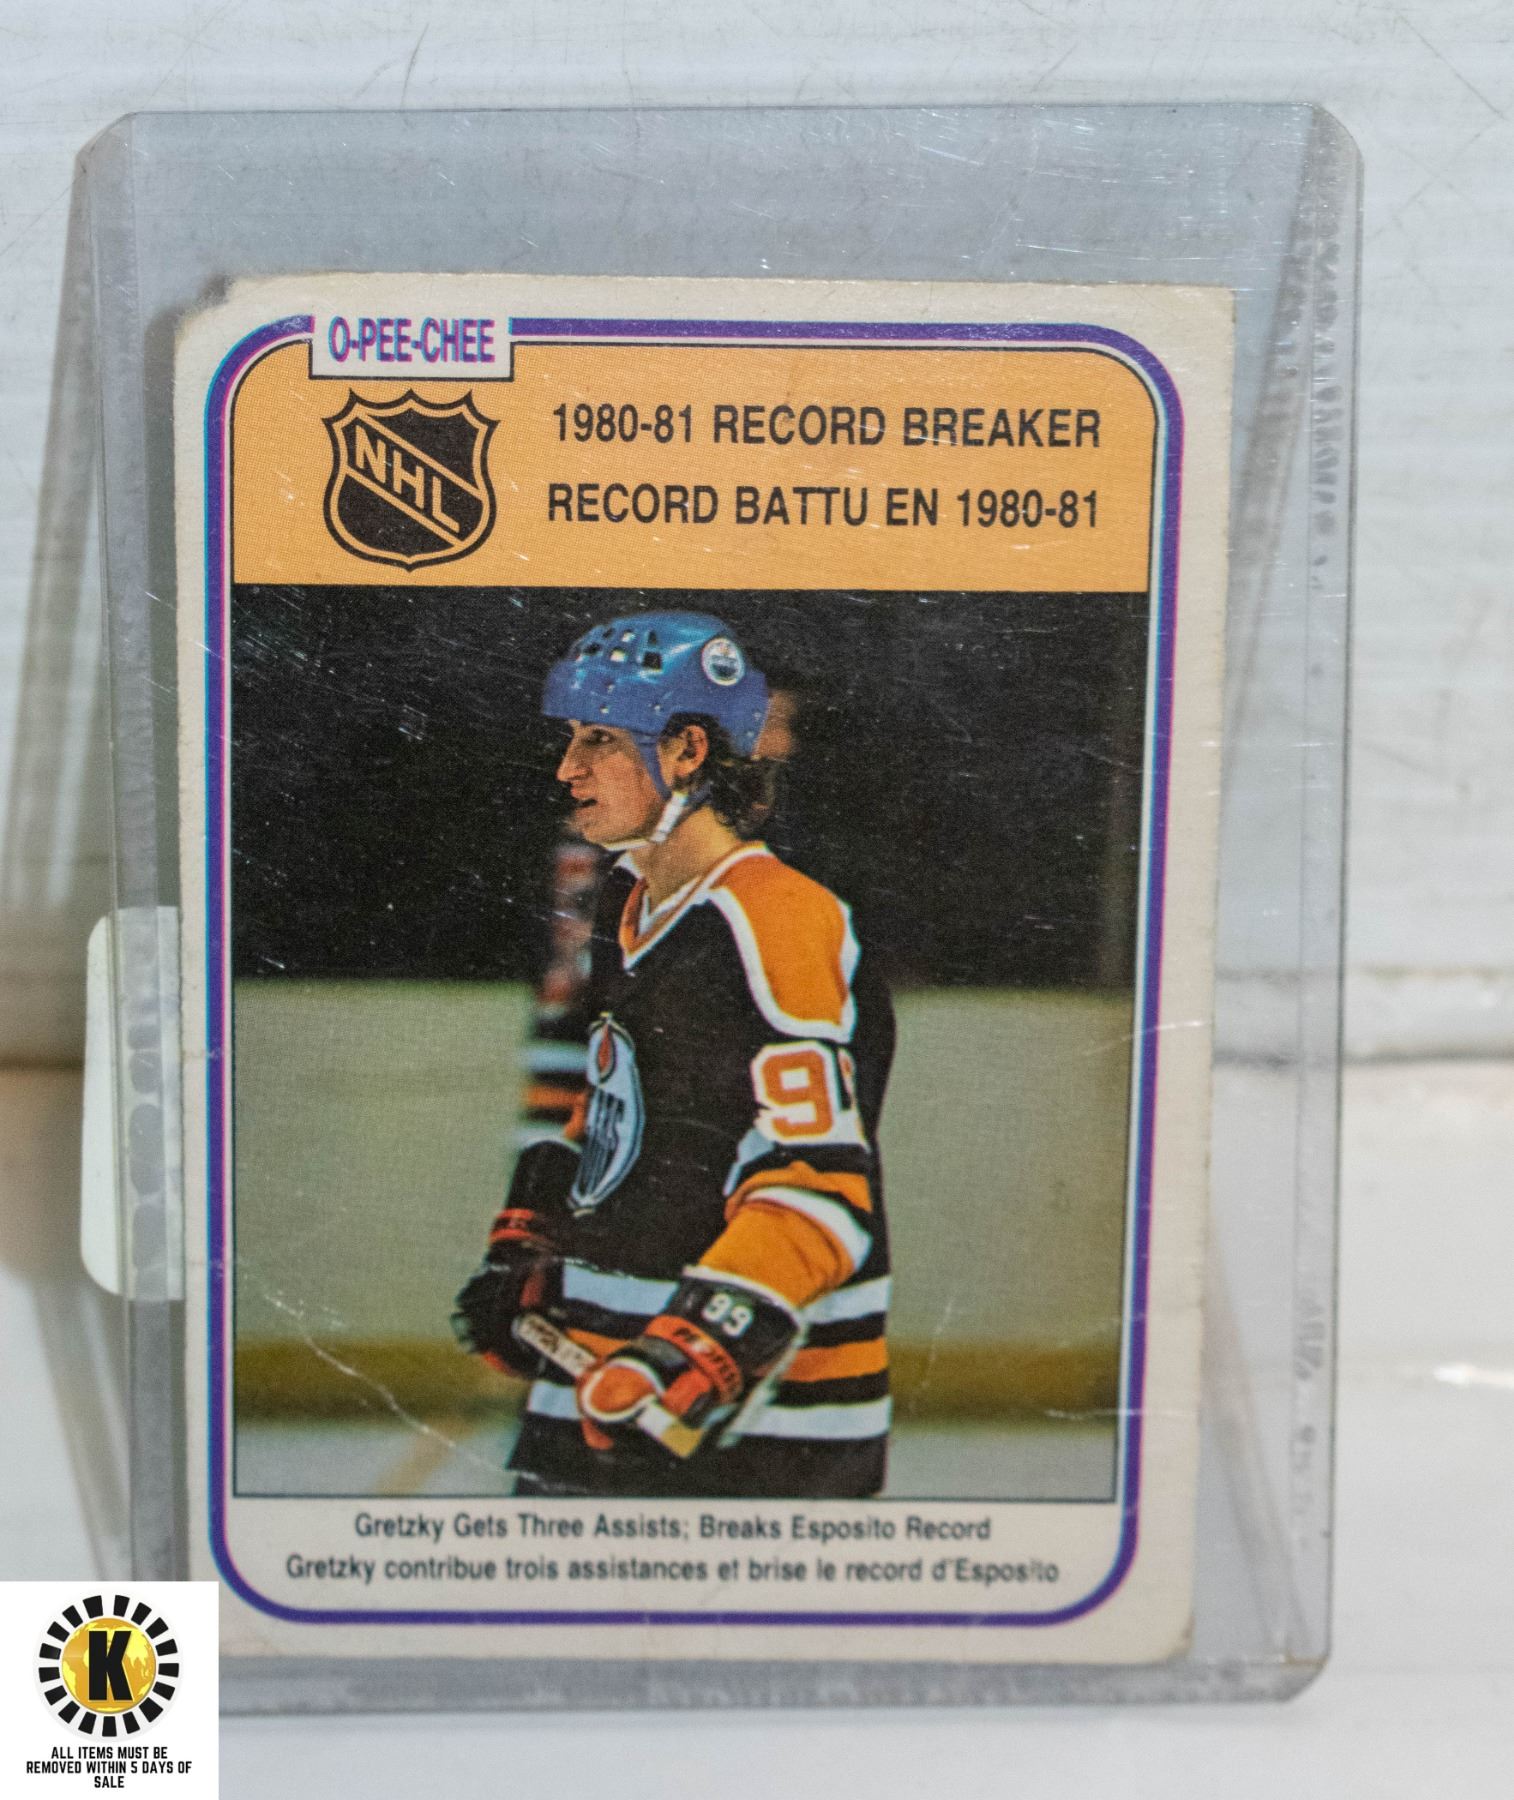 O-PEE-CHEE
NHL
1980-81 RECORD BREAKER
RECORD BATTU EN 1980-81
9
99
Gretzky Gets Three Assists; Breaks Esposito Record
Gretzky contribue trois assistances et brise le record d'Esposito
K
ALL ITEMS MUST BE
REMOVED WITHIN 5 DAYS OF
SALE